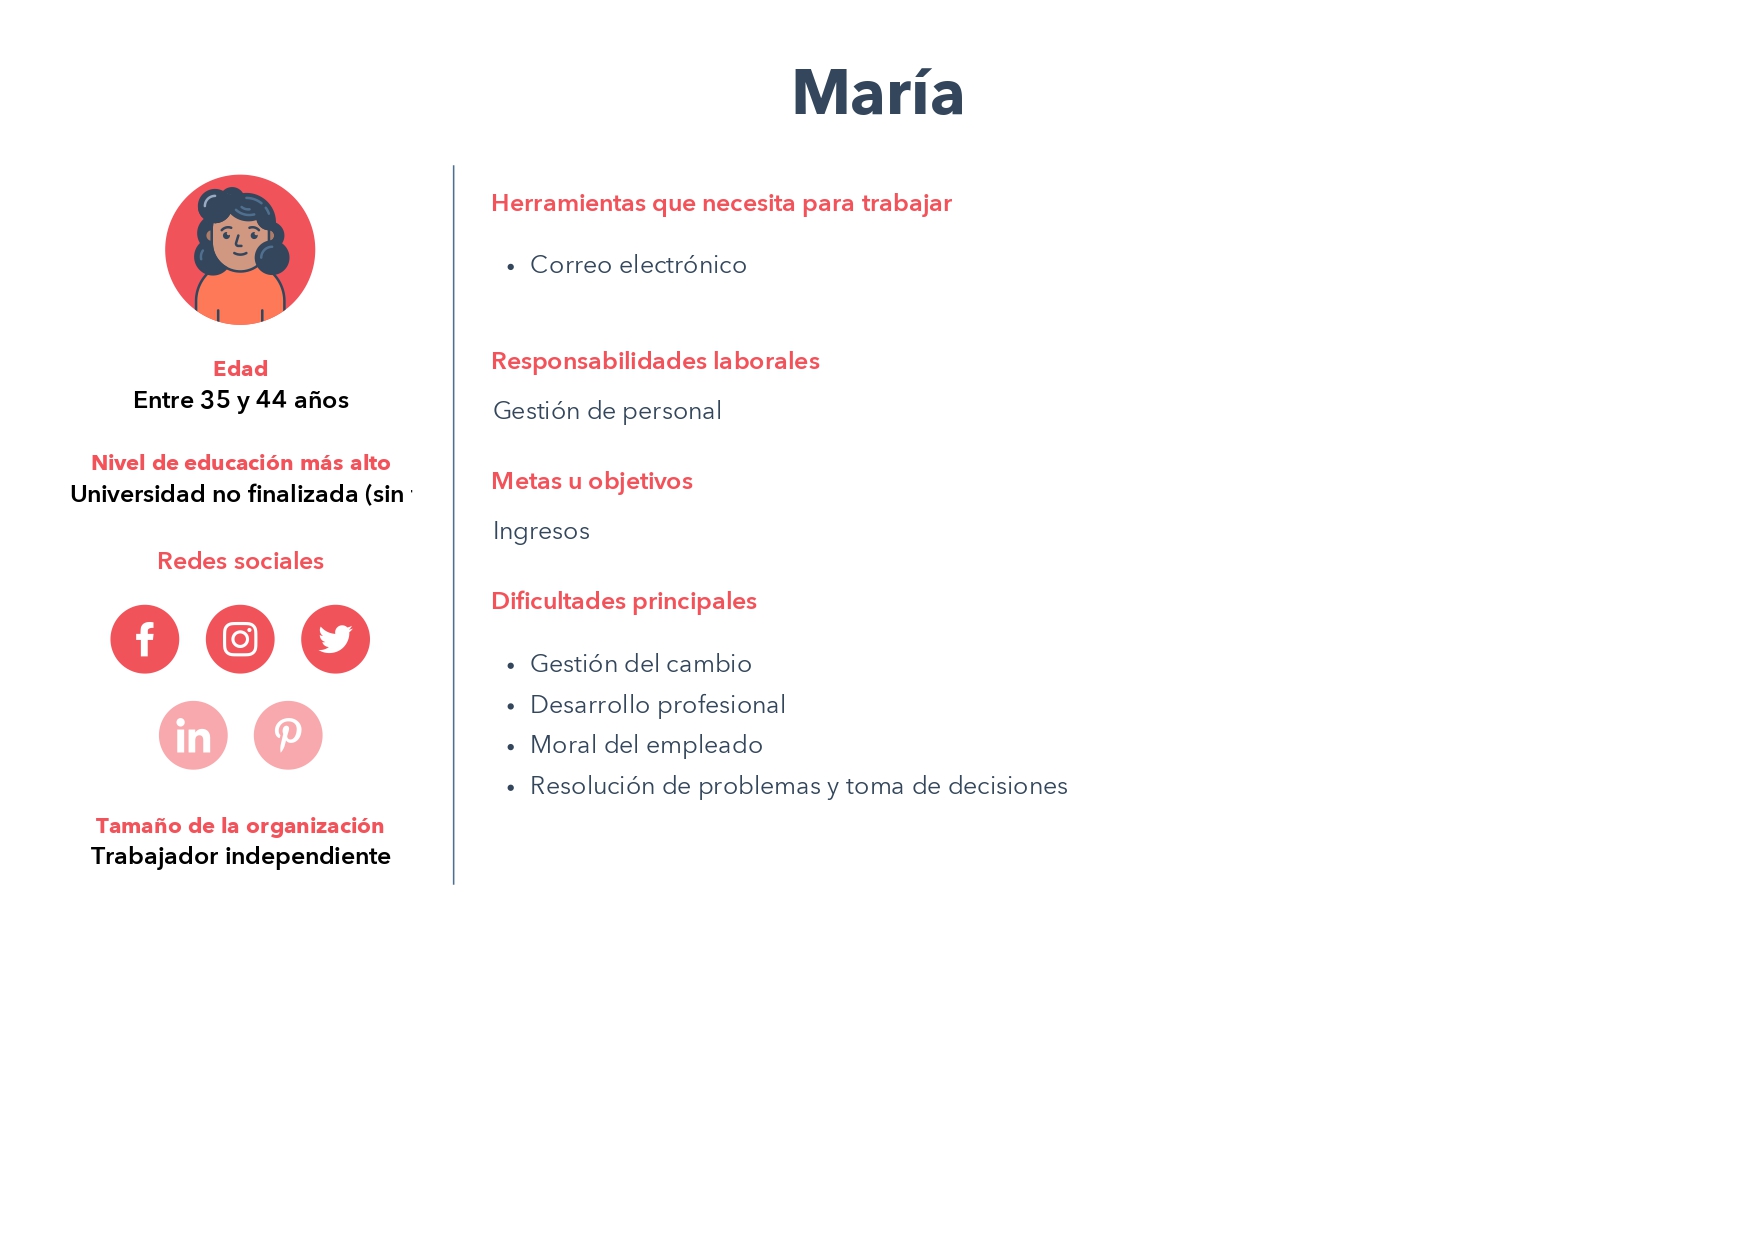 María
Edad
Entre 35 y 44 años
Nivel de educación más alto
Universidad no finalizada (sin
Redes sociales
Tamaño de la organización
Trabajador independiente
Herramientas que necesita para trabajar
• Correo electrónico
Responsabilidades laborales
Gestión de personal
Metas u objetivos
Ingresos
Dificultades principales
• Gestión del cambio
• Desarrollo profesional
• Moral del empleado
• Resolución de problemas y toma de decisiones